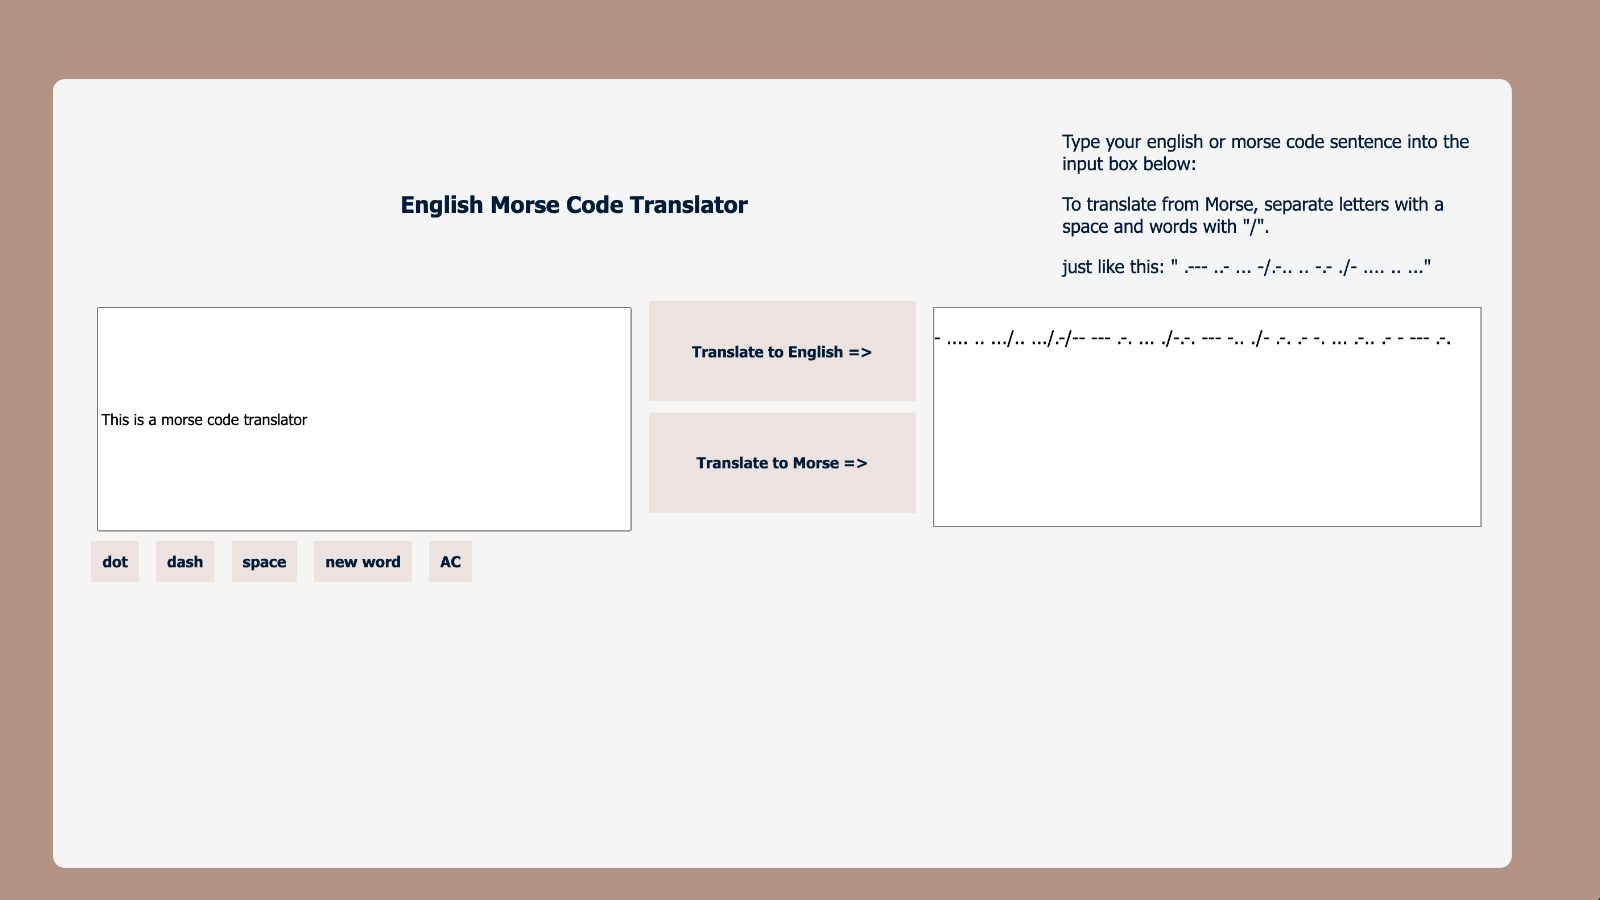 English Morse Code Translator
Type your english or morse code sentence into the
input box below:
To translate from Morse, separate letters with a
space and words with "/".
just like this: " .--- ..- ... -/.-.. .. -.- ./- .... .. ..."
This is a morse code translator
Translate to English =>
Translate to Morse =>
- .... .. .../.. .../.-/-- --- .-. ... ./-.-. --- -.. ./- .-. .- -. ... .-.. .- - --- .-.
dot
dash
space
new word
AC